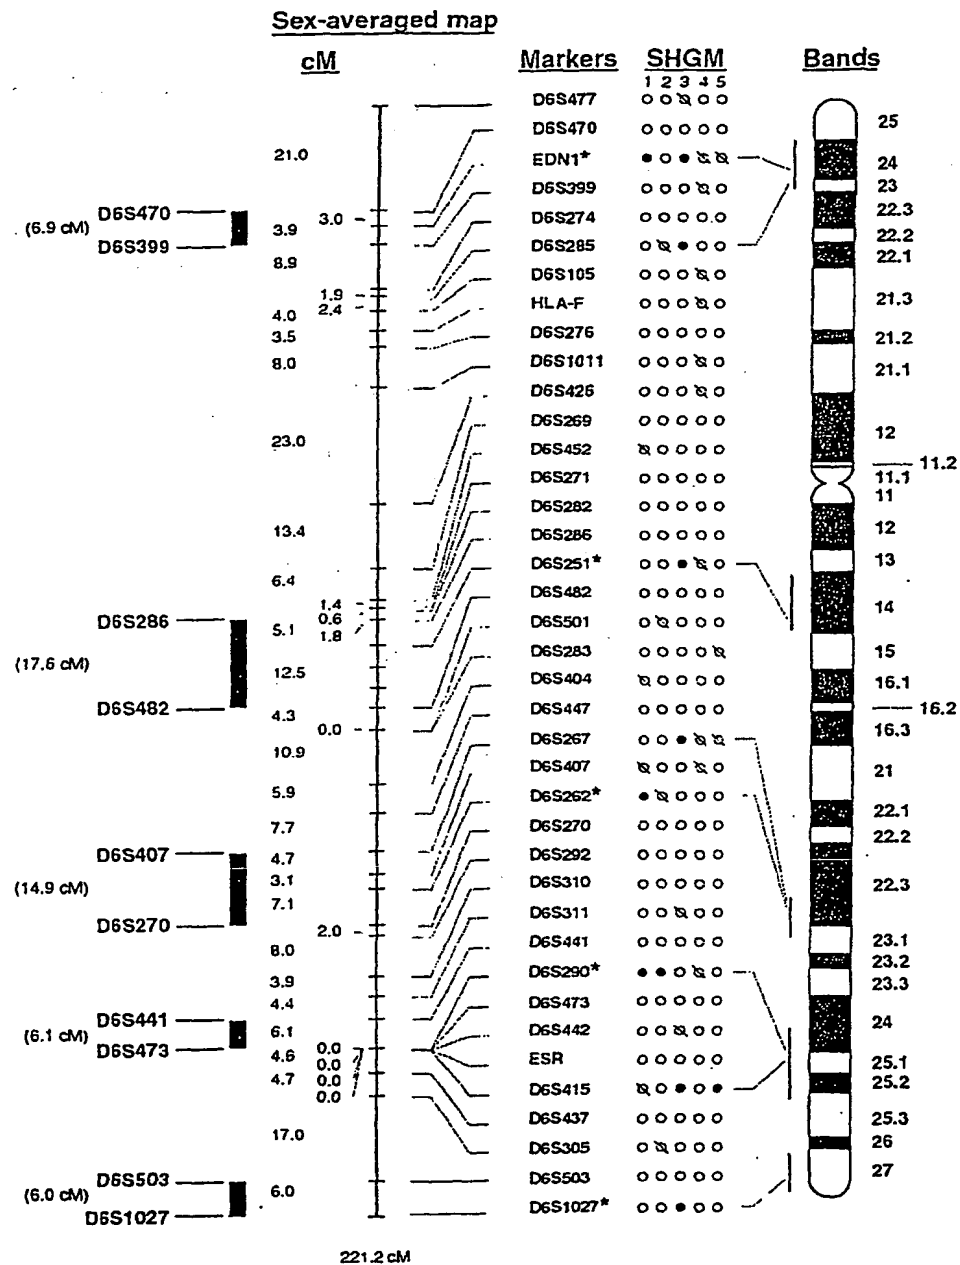 Sex-averaged map
cM
Markers
SHGM
Bands
1 2 3 4 5
D6S477
D6S470
EDN1*
D6S399
D6S274
D6S285
D6S105
HLA-F
D6S276
D6S1011
D6S426
D6S269
D6S452
D6S271
D6S282
D6S286
D6S251*
D6S482
D6S501
D6S283
D6S404
D6S447
D6S267
D6S407
D6S262*
D6S270
D6S292
D6S310
D6S311
D6S441
D6S290*
D6S473
D6S442
ESR
D6S415
D6S437
D6S305
D6S503
D6S1027*
D6S470
(6.9 cM)
D6S399
D6S286
(17.6 cM)
D6S482
D6S407
(14.9 cM)
D6S270
D6S441
(6.1 cM)
D6S473
D6S503
(6.0 cM)
D6S1027
21.0
3.0
3.9
8.9
1.9
2.4
4.0
3.5
8.0
23.0
13.4
6.4
1.4
0.6
5.1
1.8
12.5
4.3
0.0
10.9
5.9
7.7
4.7
3.1
7.1
2.0
8.0
3.9
4.4
6.1
0.0
4.6
0.0
4.7
0.0
0.0
17.0
6.0
221.2 cM
25
24
23
22.3
22.2
22.1
21.3
21.2
21.1
12
11.2
11.1
11
12
13
14
15
16.1
16.2
16.3
21
22.1
22.2
22.3
23.1
23.2
23.3
24
25.1
25.2
25.3
26
27